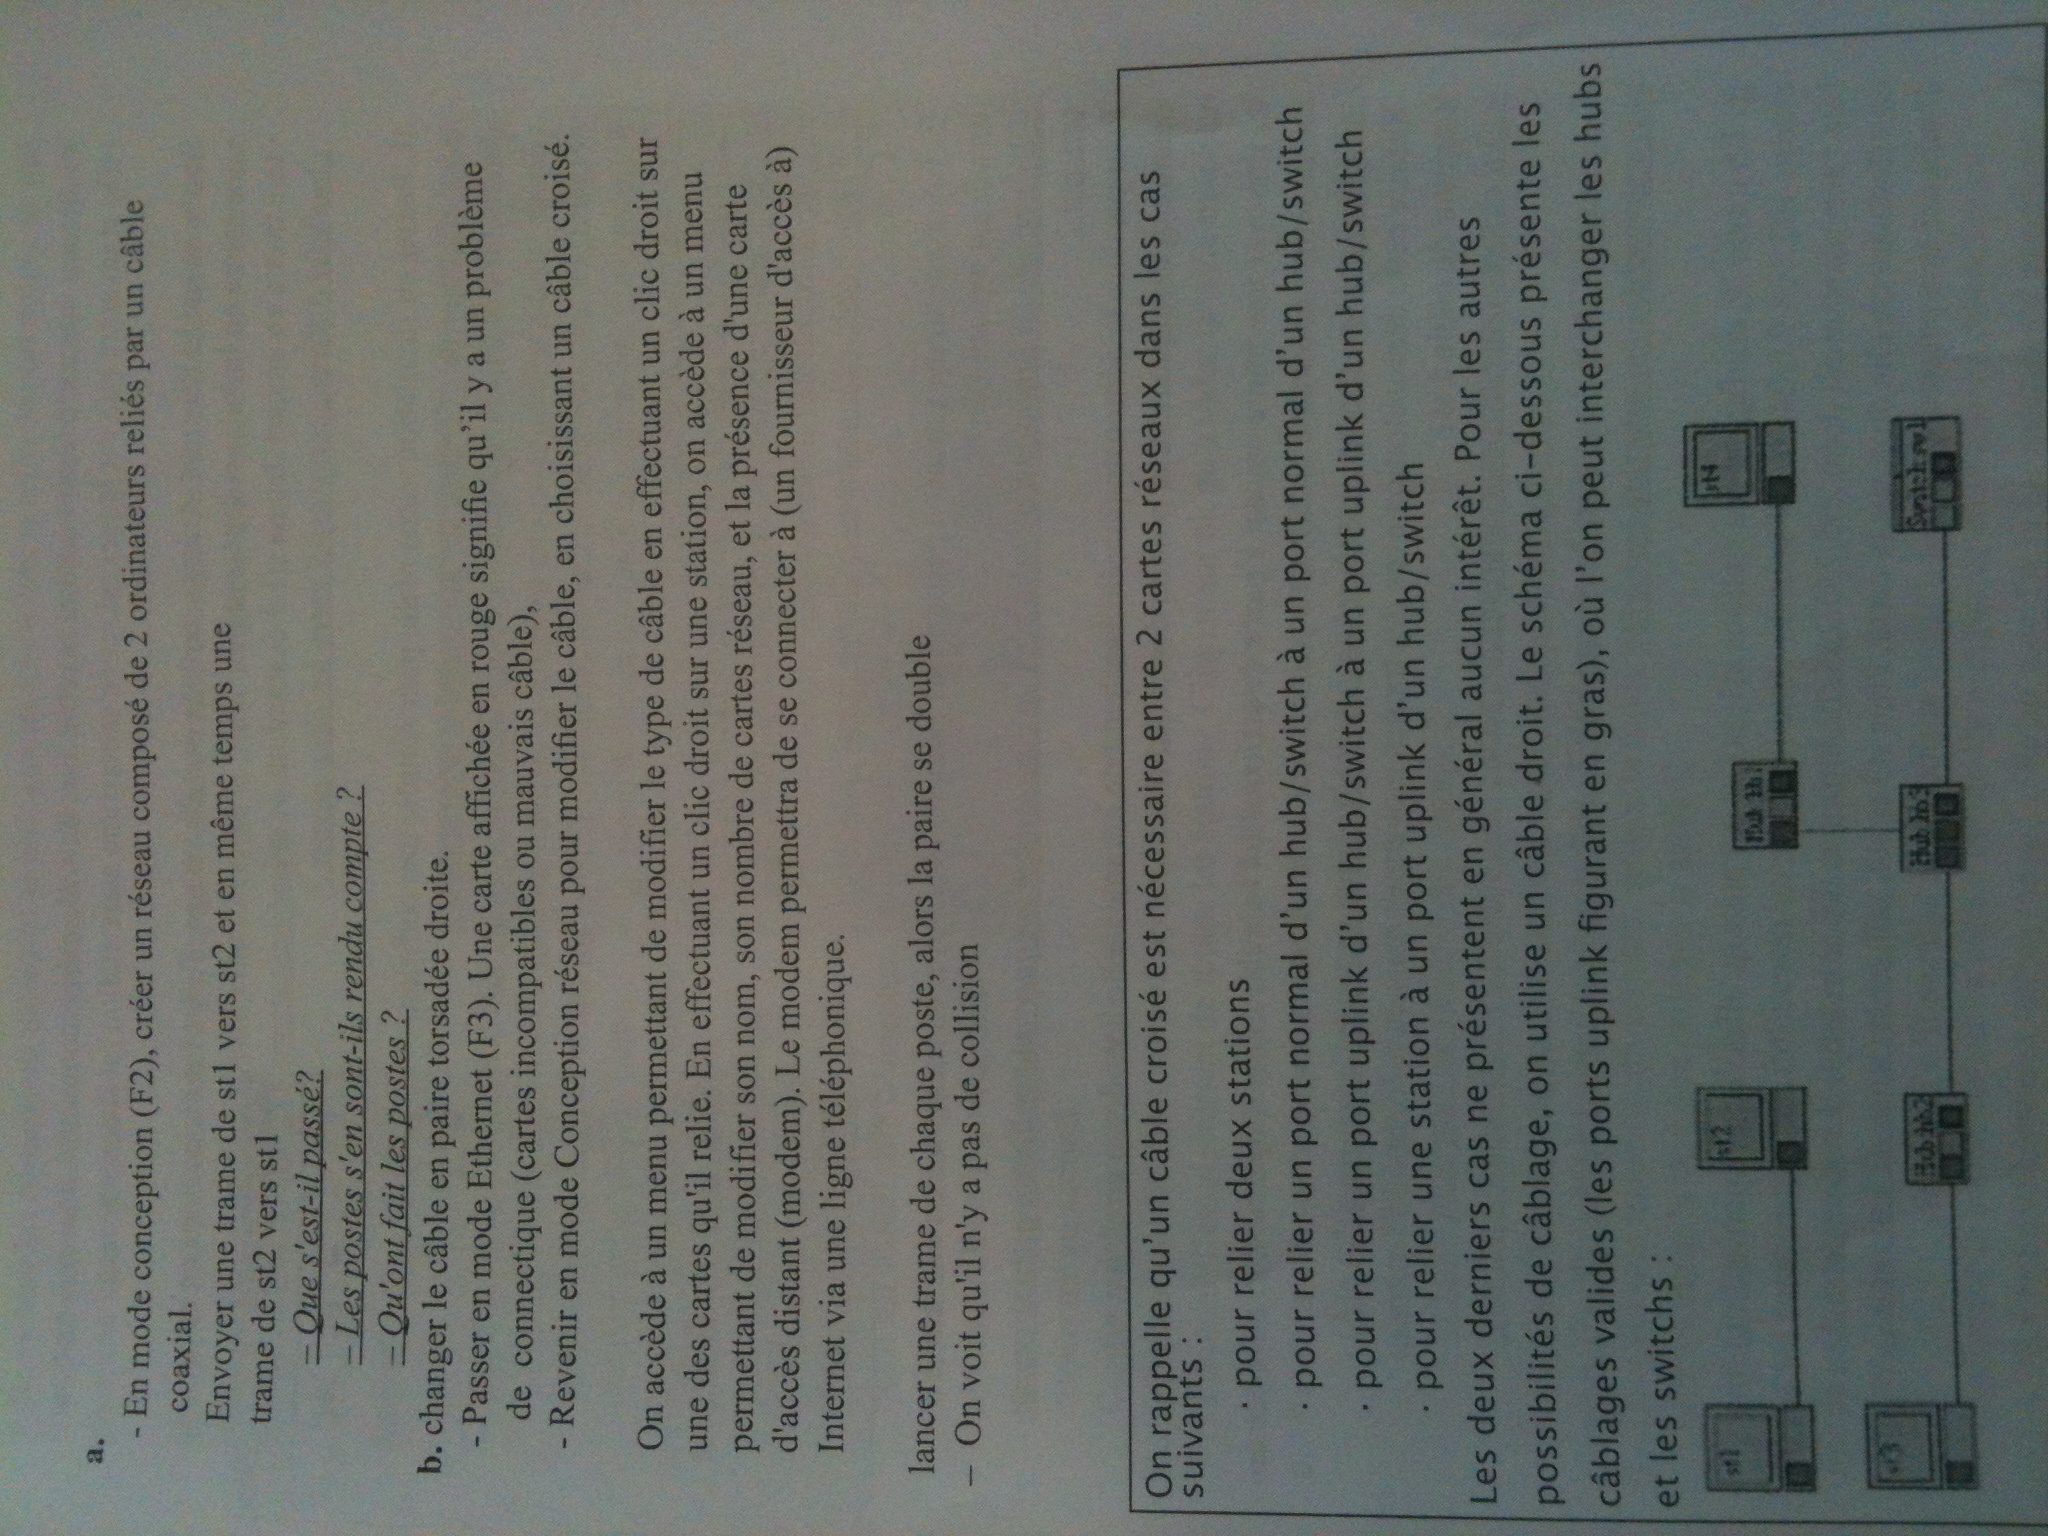 a.
- En mode conception (F2), créer un réseau composé de 2 ordinateurs reliés par un câble
coaxial.
Envoyer une trame de st1 vers st2 et en même temps une
trame de st2 vers st1
– Que s'est-il passé?
– Les postes s'en sont-ils rendu compte ?
– Qu'ont fait les postes ?
b. changer le câble en paire torsadée droite.
- Passer en mode Ethernet (F3). Une carte affichée en rouge signifie qu’il y a un problème
de connectique (cartes incompatibles ou mauvais câble),
- Revenir en mode Conception réseau pour modifier le câble, en choisissant un câble croisé.
On accède à un menu permettant de modifier le type de câble en effectuant un clic droit sur
une des cartes qu'il relie. En effectuant un clic droit sur une station, on accède à un menu
permettant de modifier son nom, son nombre de cartes réseau, et la présence d'une carte
d'accès distant (modem). Le modem permettra de se connecter à (un fournisseur d'accès à)
Internet via une ligne téléphonique.
lancer une trame de chaque poste, alors la paire se double
– On voit qu'il n'y a pas de collision
On rappelle qu’un câble croisé est nécessaire entre 2 cartes réseaux dans les cas
suivants :
· pour relier deux stations
· pour relier un port normal d’un hub/switch à un port normal d’un hub/switch
· pour relier un port uplink d’un hub/switch à un port uplink d’un hub/switch
· pour relier une station à un port uplink d’un hub/switch
Les deux derniers cas ne présentent en général aucun intérêt. Pour les autres
possibilités de câblage, on utilise un câble droit. Le schéma ci-dessous présente les
câblages valides (les ports uplink figurant en gras), où l’on peut interchanger les hubs
et les switchs :
st1
st2
Hub
st4
st3
Hub hb2
Hub hb3
Switch sw1